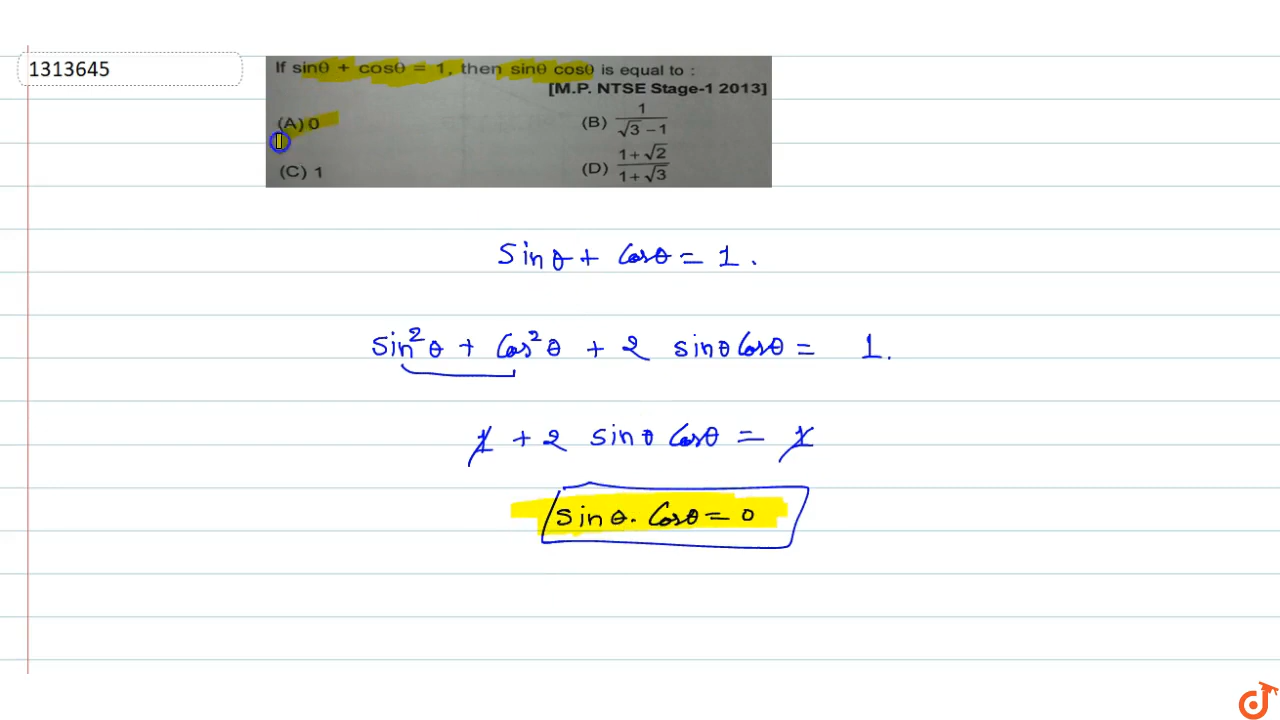 1313645
If sinθ + cosθ = 1, then sinθ cosθ is equal to :
[M.P. NTSE Stage-1 2013]
(A) 0 (B) 1/(√3 − 1)
(C) 1 (D) (1+√2)/(1+√3)
Sin θ + Cosθ = 1.
Sin²θ + Cos²θ + 2 sinθ Cosθ = 1.
1 + 2 sinθ Cosθ = 1
Sinθ. Cosθ = 0